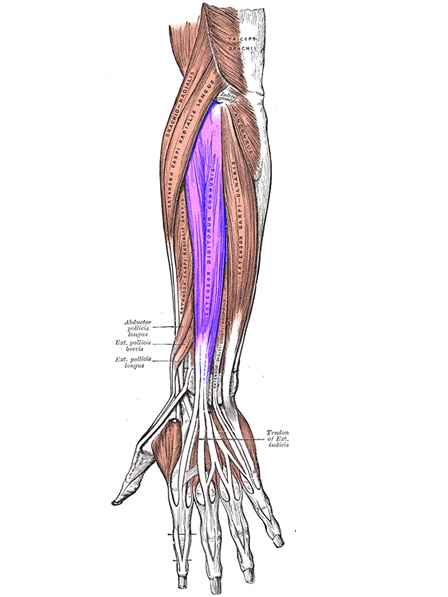 TRICEPS
BRACHII
BRACHIO-RADIALIS
EXTENSOR CARPI RADIALIS LONGUS
ANCONAEUS
EXTENSOR DIGITORUM COMMUNIS
EXTENSOR CARPI ULNARIS
EXTENSOR CARPI RADIALIS BREVIS
Abductor
pollicis
longus
Ext. pollicis
brevis
Ext. pollicis
longus
Tendon
of Ext.
indicis